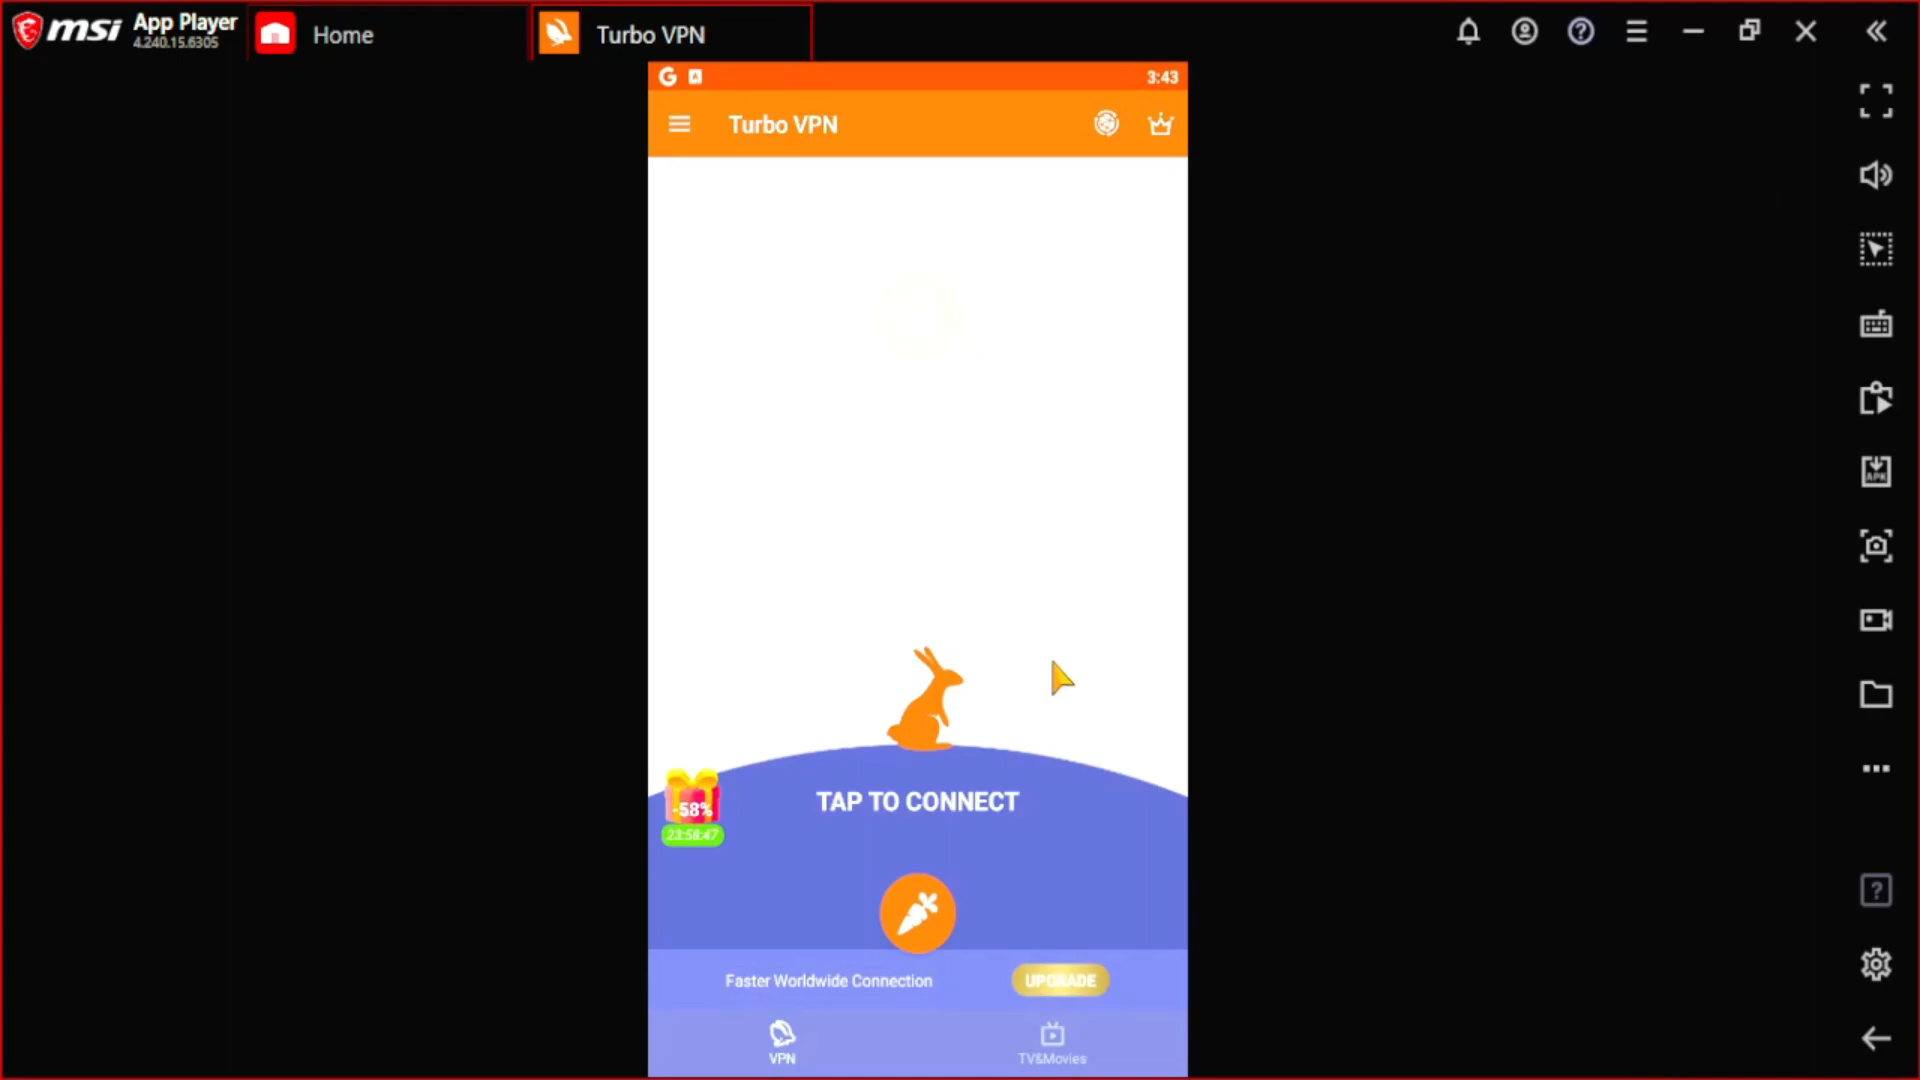 msi App Player
4.240.15.6305
Home
Turbo VPN
3:43
Turbo VPN
TAP TO CONNECT
-58%
23:58:47
Faster Worldwide Connection
UPGRADE
VPN
TV&Movies
APK